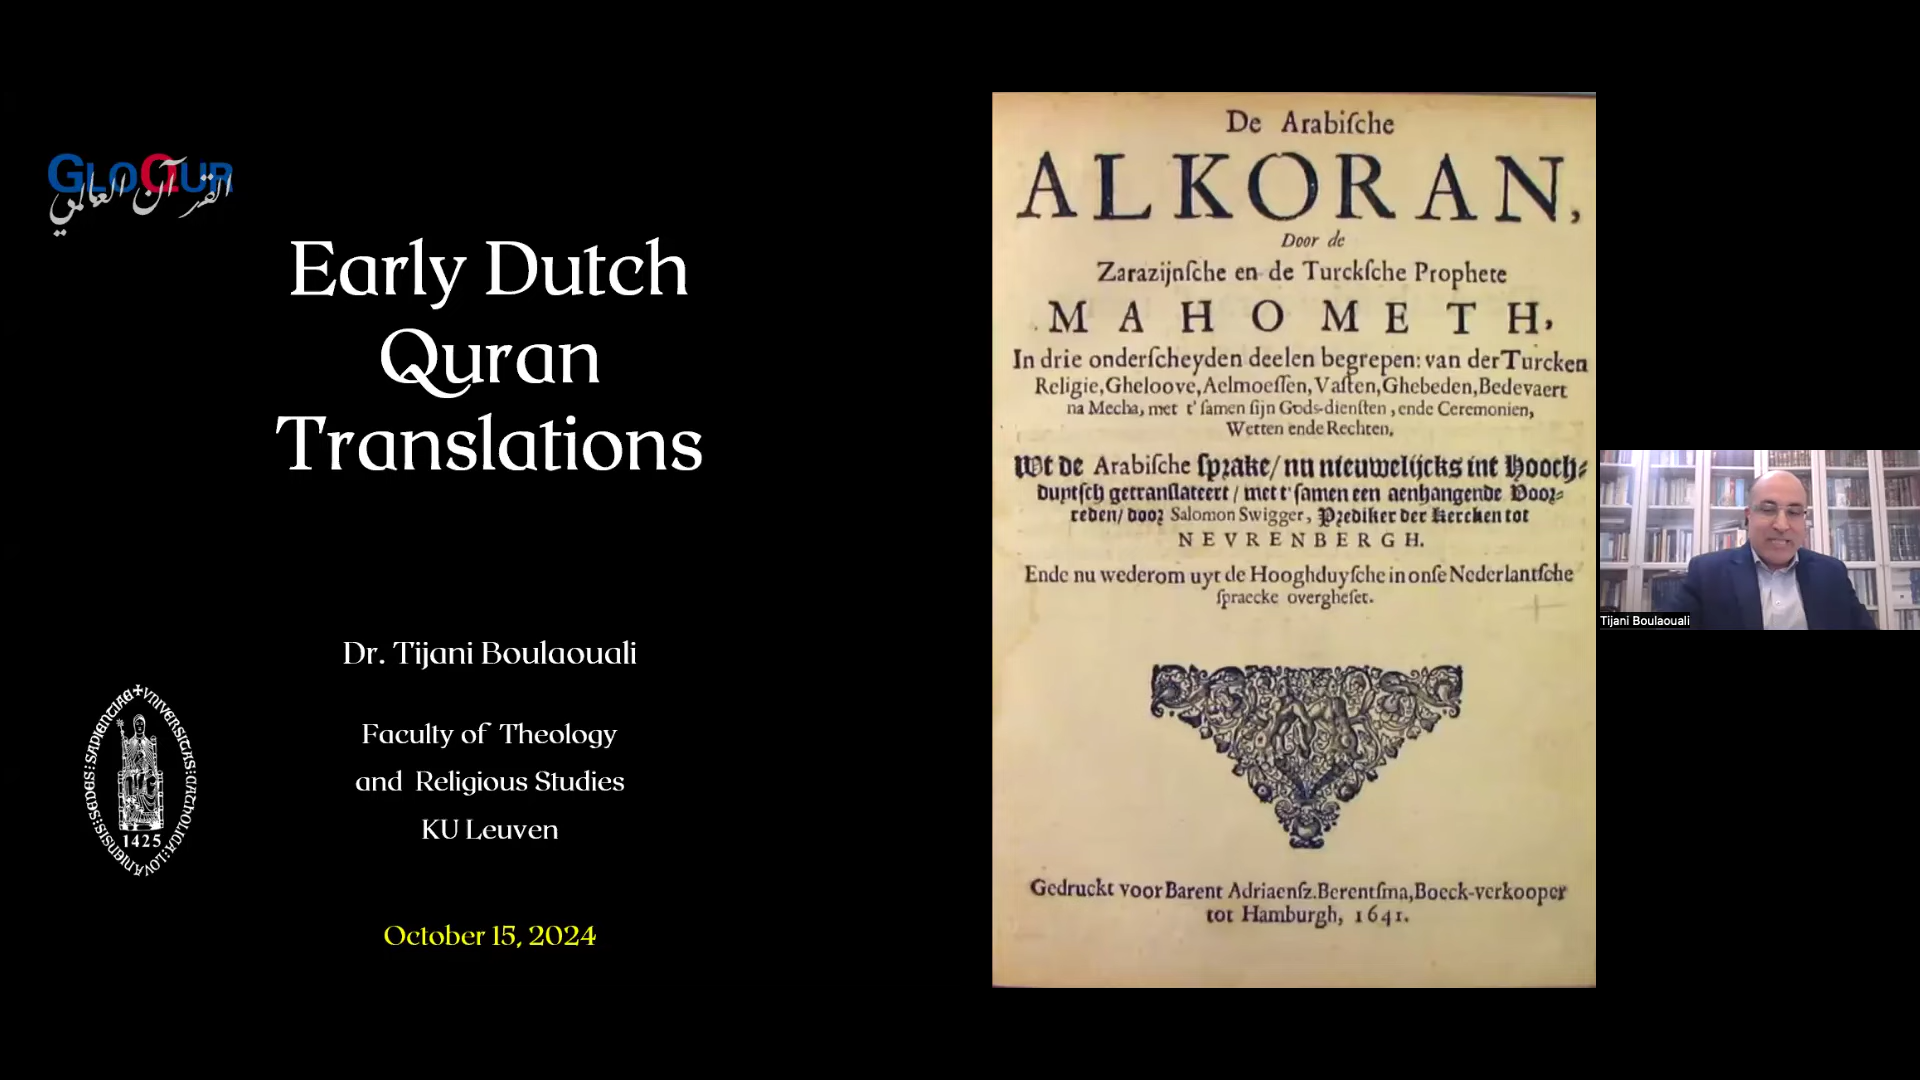 GloQur
القرآن العالمي
Early Dutch
Quran
Translations
Dr. Tijani Boulaouali
Faculty of Theology
and Religious Studies
KU Leuven
October 15, 2024
SIGILLUM
1425
De Arabiſche
ALKORAN,
Door de
Zarazijnſche en de Turckſche Prophete
MAHOMETH,
In drie onderſcheyden deelen begrepen: van der Turcken
Religie, Gheloove, Aelmoeſſen, Vaſten, Ghebeden, Bedevaert
na Mecha, met t' ſamen ſijn Gods-dienſten, ende Ceremonien,
Wetten ende Rechten.
Wt de Arabiſche ſprake/ nu nieuwelijcks int Hooch-
duytſch getranſlateert / met t' ſamen een aenhangende Voor-
reden/ door Salomon Swigger, Prediker der Kercken tot
NEVRENBERGH.
Ende nu wederom uyt de Hooghduyſche in onſe Nederlantſche
ſpraecke overgheſet.
Gedruckt voor Barent Adriaenſz. Berentſma, Boeck-verkooper
tot Hamburgh, 1641.
Tijani Boulaouali